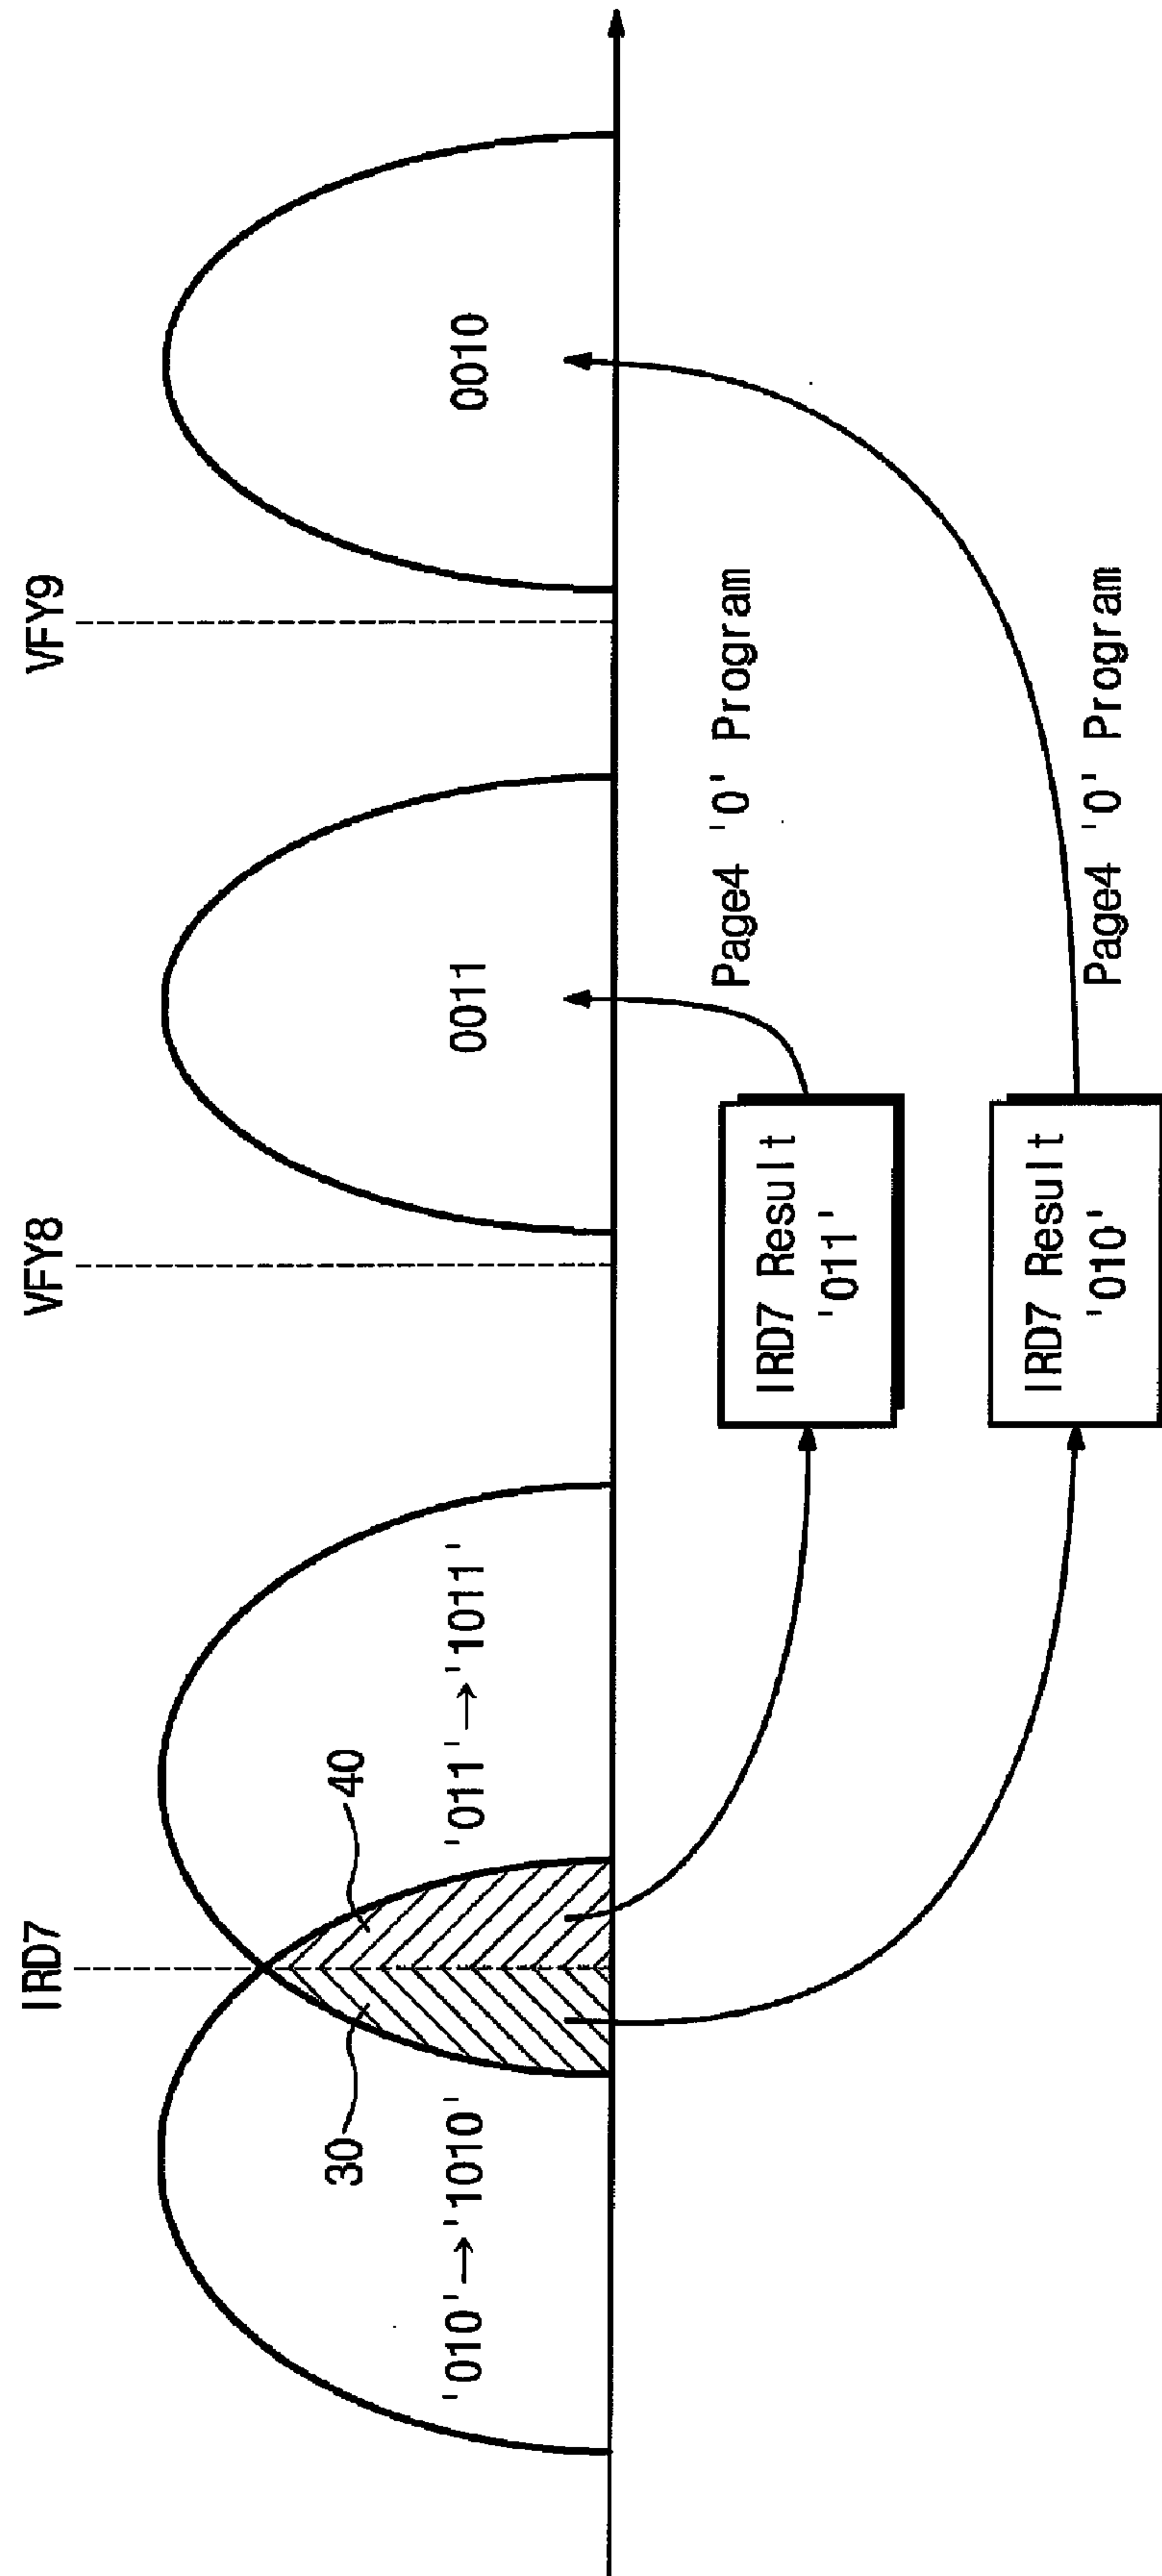 IRD7
VFY8
VFY9
30
40
'010'→'1010'
'011'→'1011'
0011
0010
IRD7 Result
'011'
Page4 '0' Program
IRD7 Result
'010'
Page4 '0' Program